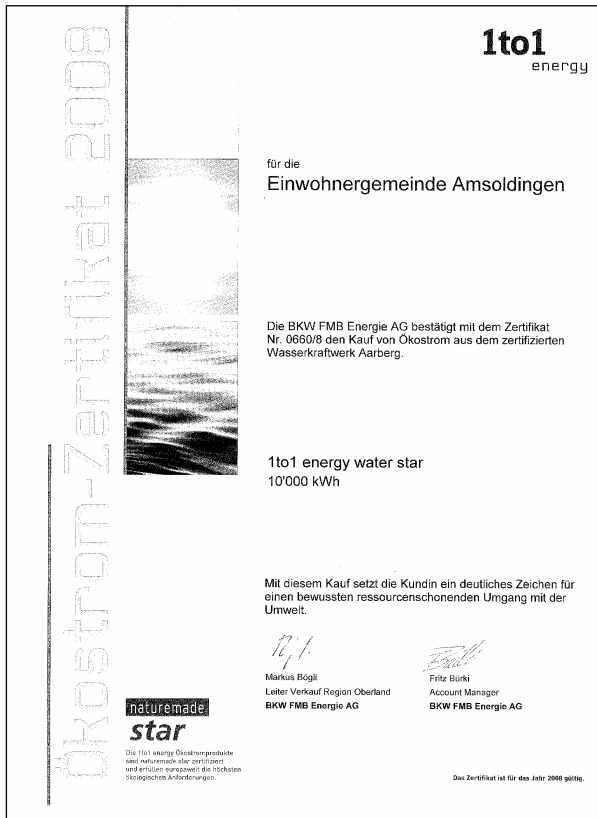 1to1
energy
Ökostrom-Zertifikat 2008
für die
Einwohnergemeinde Amsoldingen
Die BKW FMB Energie AG bestätigt mit dem Zertifikat
Nr. 0660/8 den Kauf von Ökostrom aus dem zertifizierten
Wasserkraftwerk Aarberg.
1to1 energy water star
10'000 kWh
Mit diesem Kauf setzt die Kundin ein deutliches Zeichen für
einen bewussten ressourcenschonenden Umgang mit der
Umwelt.
Markus Bögli
Leiter Verkauf Region Oberland
BKW FMB Energie AG
Fritz Bürki
Account Manager
BKW FMB Energie AG
naturemade
star
Die 1to1 energy Ökostromprodukte
sind naturemade star zertifiziert
und erfüllen europaweit die höchsten
ökologischen Anforderungen.
Das Zertifikat ist für das Jahr 2008 gültig.